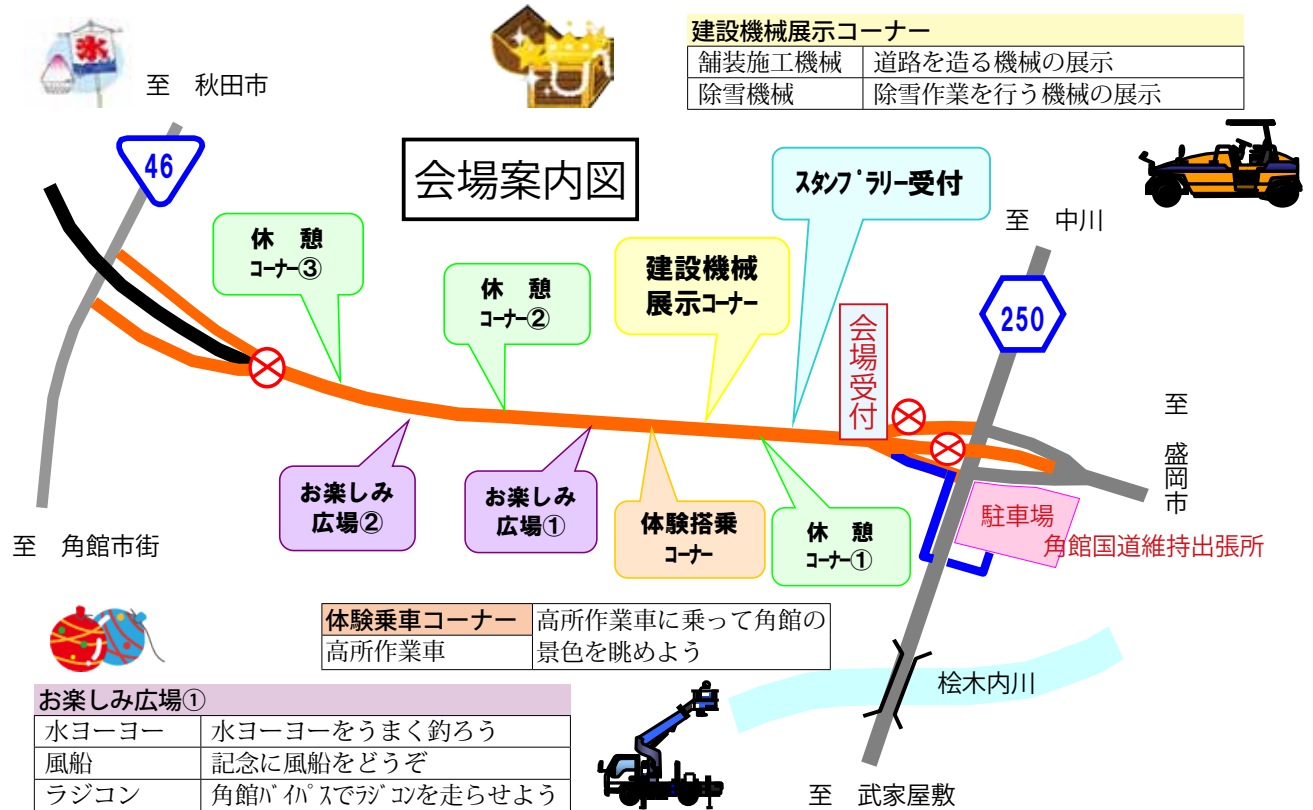 氷
至　秋田市
建設機械展示コーナー
舗装施工機械　道路を造る機械の展示
除雪機械　除雪作業を行う機械の展示
46
会場案内図
スタンプラリー受付
至　中川
休　憩
コーナー③
休　憩
コーナー②
建設機械
展示コーナー
会場受付
250
至　盛岡市
お楽しみ
広場②
お楽しみ
広場①
体験搭乗
コーナー
休　憩
コーナー①
駐車場
角館国道維持出張所
至　角館市街
体験乗車コーナー　高所作業車に乗って角館の
高所作業車　景色を眺めよう
桧木内川
お楽しみ広場①
水ヨーヨー　水ヨーヨーをうまく釣ろう
風船　記念に風船をどうぞ
ラジコン　角館バイパスでラジコンを走らせよう
至　武家屋敷